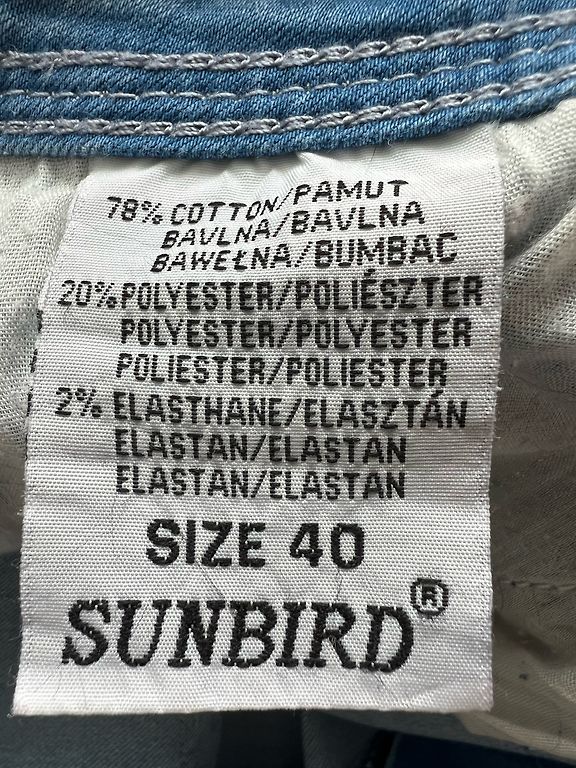 78% COTTON/PAMUT
BAVLNA/BAVLNA
BAWEŁNA/BUMBAC
20% POLYESTER/POLIÉSZTER
POLYESTER/POLYESTER
POLIESTER/POLIESTER
2% ELASTHANE/ELASZTÁN
ELASTAN/ELASTAN
ELASTAN/ELASTAN
SIZE 40
SUNBIRD®